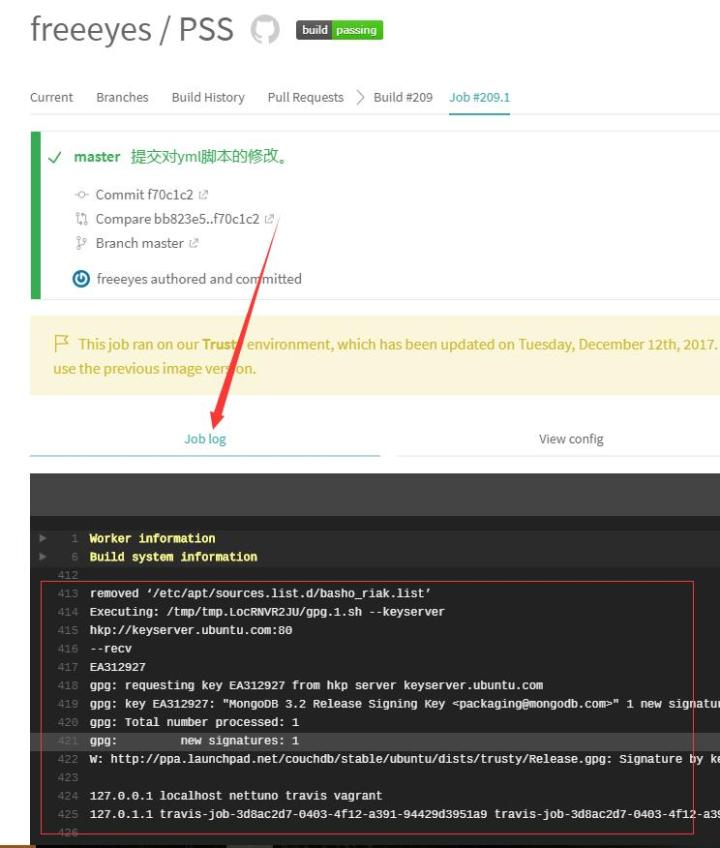 freeeyes / PSS build passing
Current Branches Build History Pull Requests Build #209 Job #209.1
master 提交对yml脚本的修改。
Commit f70c1c2
Compare bb823e5..f70c1c2
Branch master
freeeyes authored and committed
This job ran on our Trusty environment, which has been updated on Tuesday, December 12th, 2017.
use the previous image version.
Job log View config
1 Worker information
6 Build system information
412
413 removed ‘/etc/apt/sources.list.d/basho_riak.list’
414 Executing: /tmp/tmp.LocRNVR2JU/gpg.1.sh --keyserver
415 hkp://keyserver.ubuntu.com:80
416 --recv
417 EA312927
418 gpg: requesting key EA312927 from hkp server keyserver.ubuntu.com
419 gpg: key EA312927: "MongoDB 3.2 Release Signing Key <packaging@mongodb.com>" 1 new signatu
420 gpg: Total number processed: 1
421 gpg: new signatures: 1
422 W: http://ppa.launchpad.net/couchdb/stable/ubuntu/dists/trusty/Release.gpg: Signature by ke
423
424 127.0.0.1 localhost nettuno travis vagrant
425 127.0.1.1 travis-job-3d8ac2d7-0403-4f12-a391-94429d3951a9 travis-job-3d8ac2d7-0403-4f12-a39
426